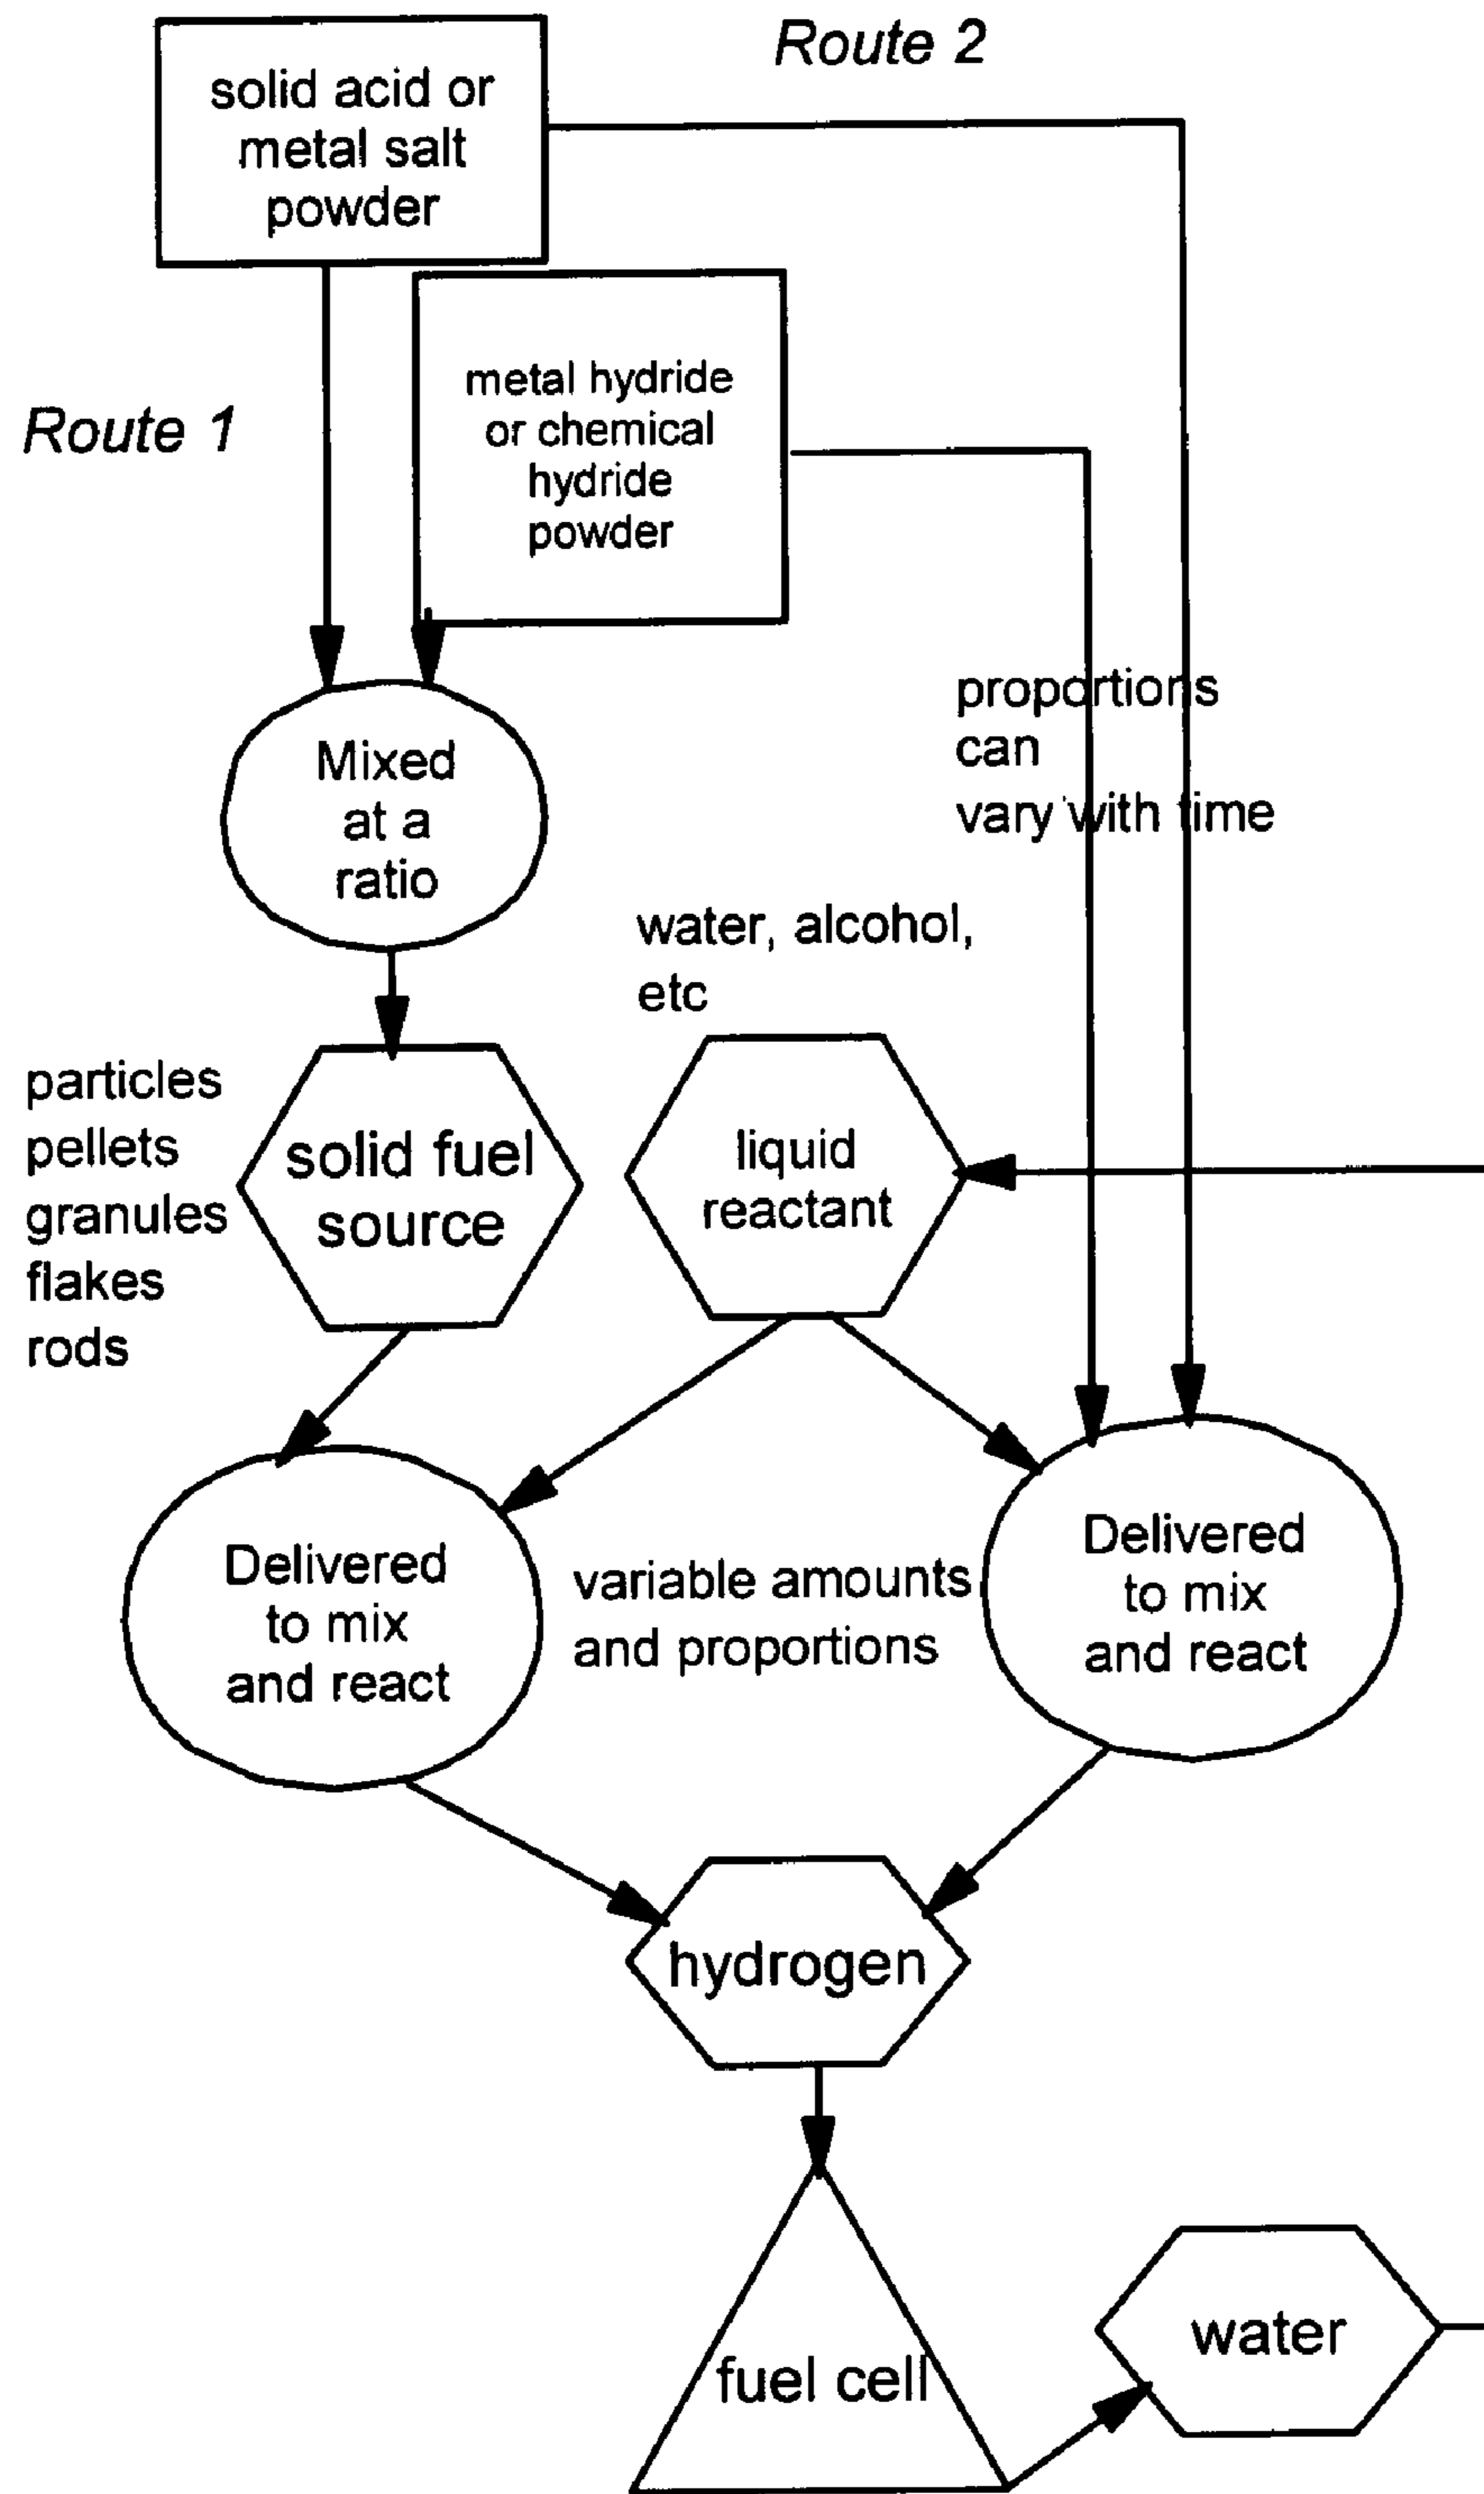 Route 2
solid acid or
metal salt
powder
Route 1
metal hydride
or chemical
hydride
powder
proportions
can
vary with time
Mixed
at a
ratio
water, alcohol,
etc
particles
pellets
granules
flakes
rods
solid fuel
source
liquid
reactant
Delivered
to mix
and react
variable amounts
and proportions
Delivered
to mix
and react
hydrogen
fuel cell
water